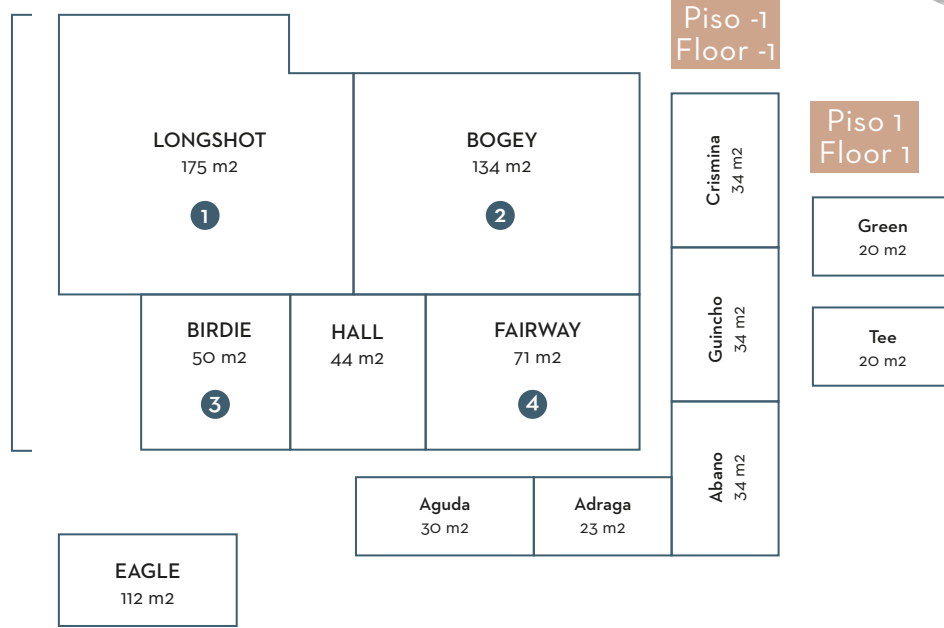 Piso -1
Floor -1
Piso 1
Floor 1
LONGSHOT
175 m2
1
BOGEY
134 m2
2
Crismina
34 m2
Green
20 m2
BIRDIE
50 m2
3
HALL
44 m2
FAIRWAY
71 m2
4
Guincho
34 m2
Tee
20 m2
Abano
34 m2
Aguda
30 m2
Adraga
23 m2
EAGLE
112 m2